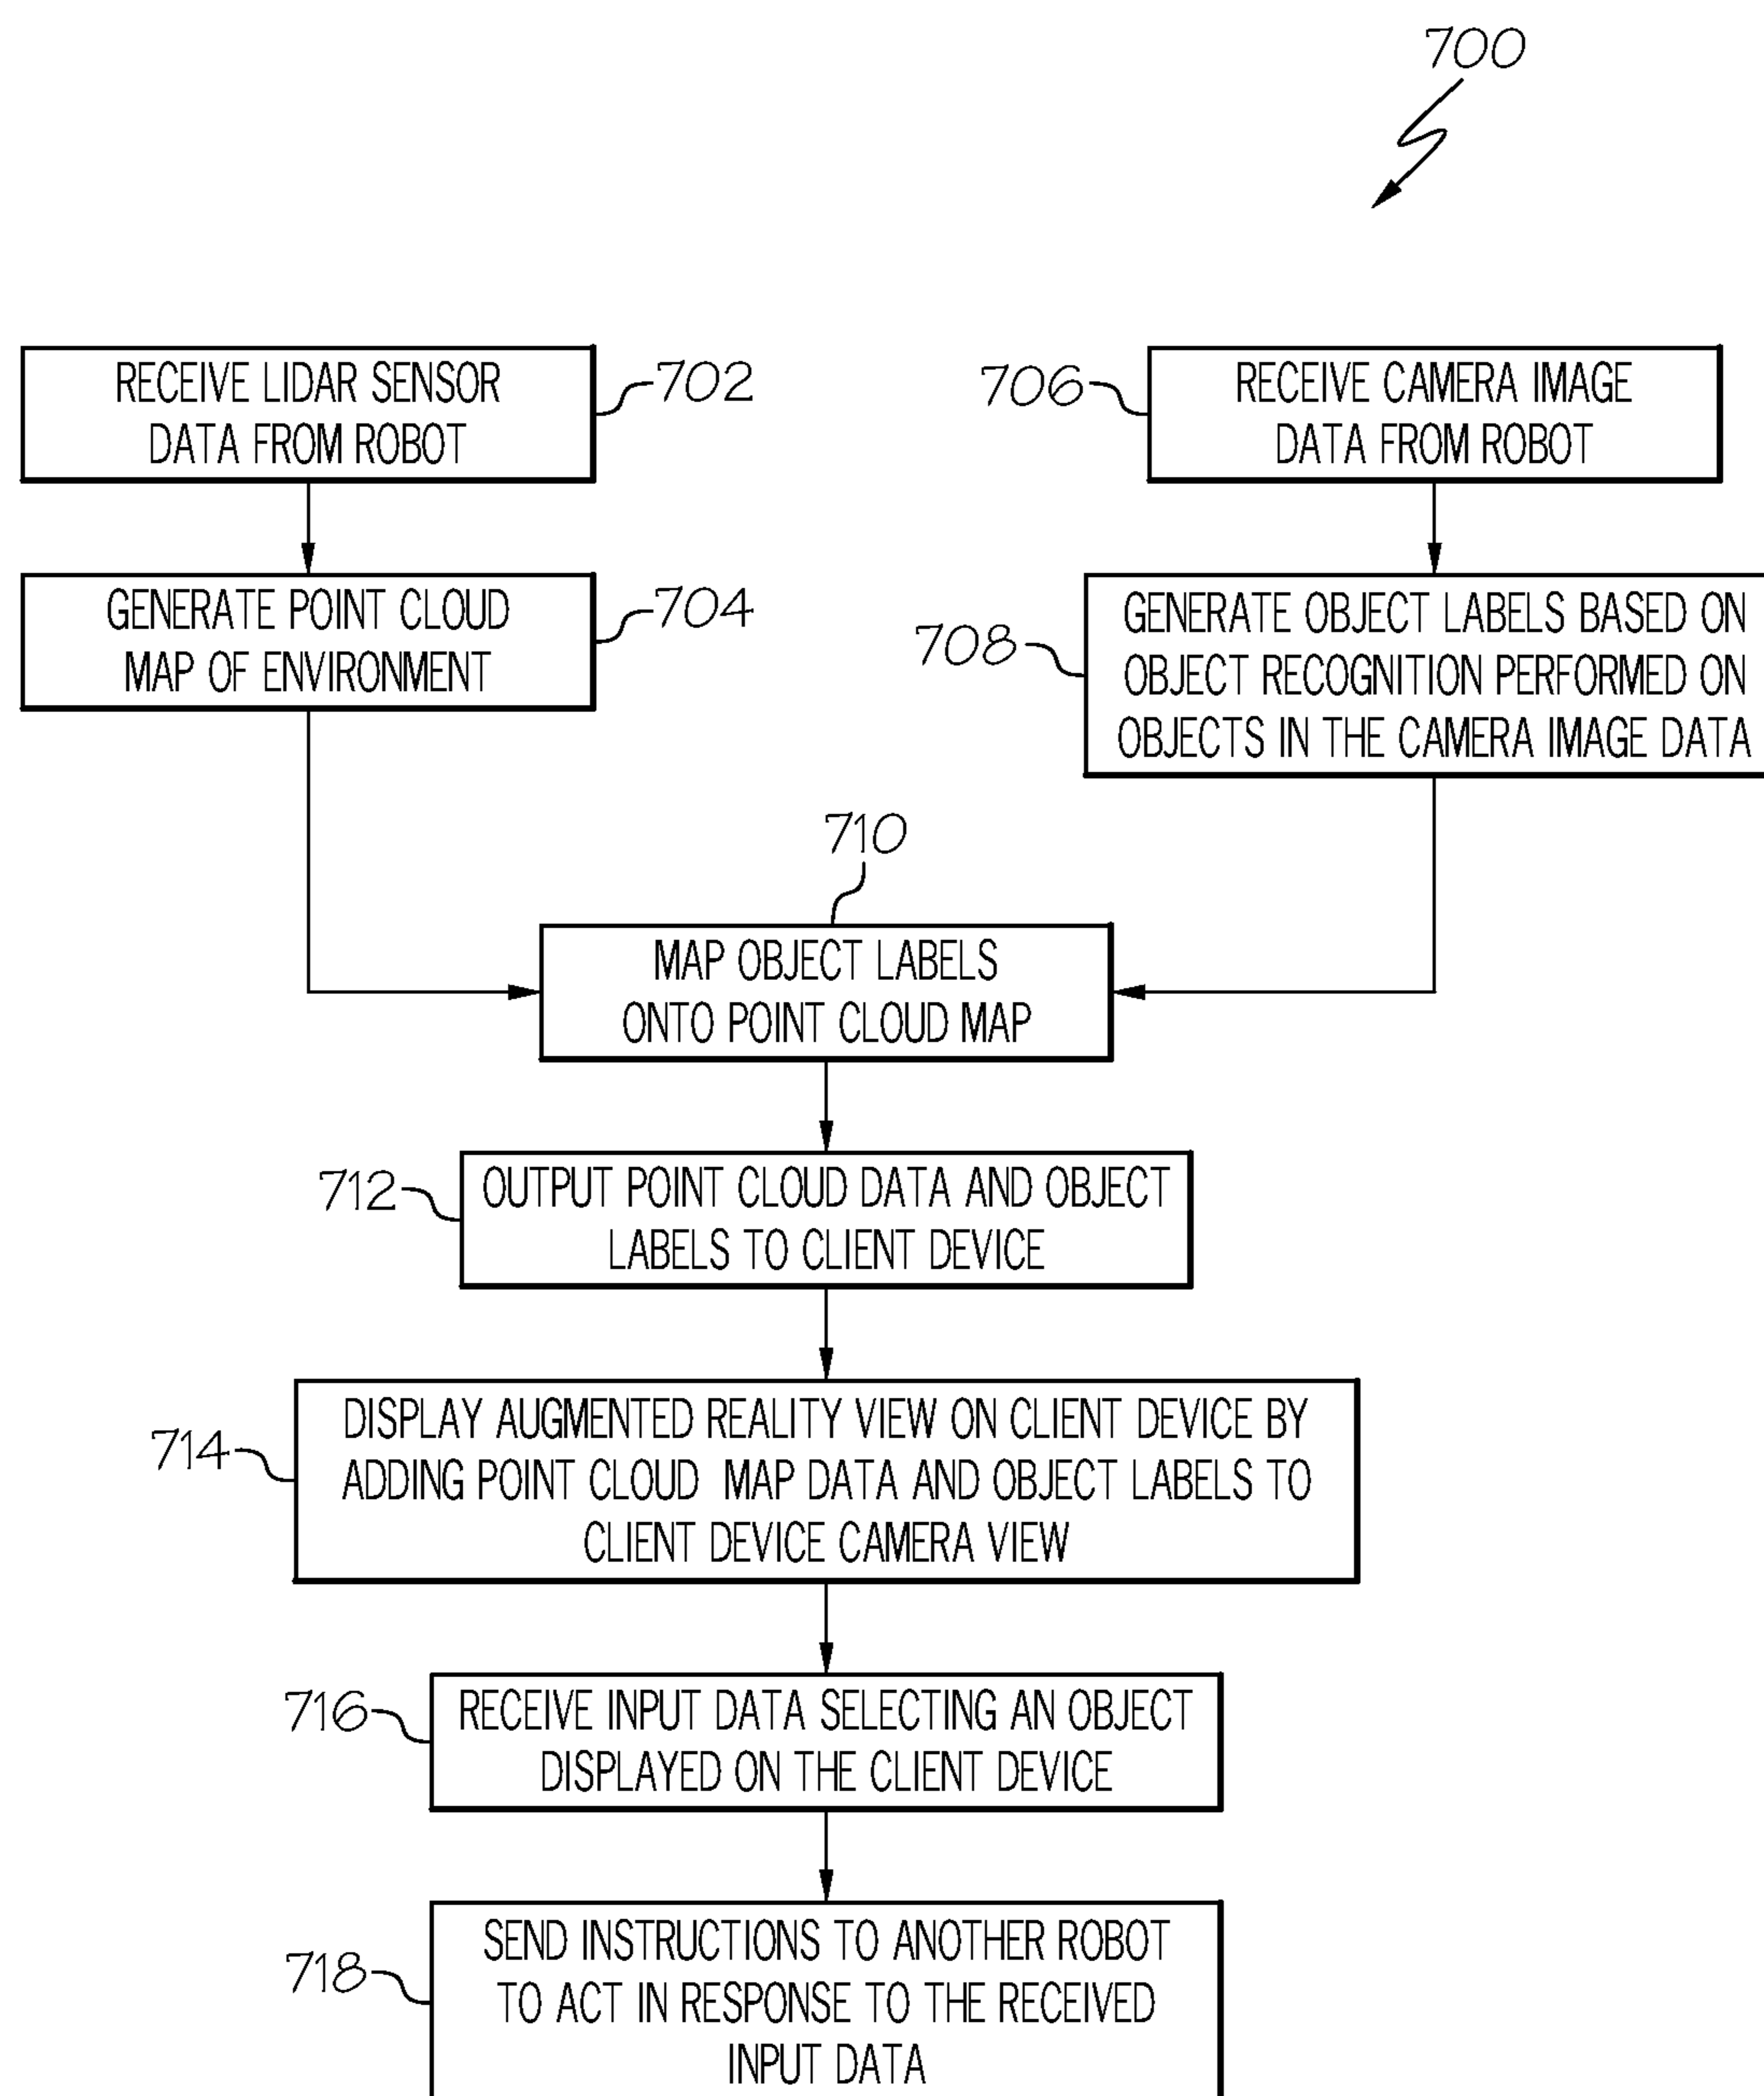 700
RECEIVE LIDAR SENSOR
DATA FROM ROBOT
702
706
RECEIVE CAMERA IMAGE
DATA FROM ROBOT
GENERATE POINT CLOUD
MAP OF ENVIRONMENT
704
708
GENERATE OBJECT LABELS BASED ON
OBJECT RECOGNITION PERFORMED ON
OBJECTS IN THE CAMERA IMAGE DATA
710
MAP OBJECT LABELS
ONTO POINT CLOUD MAP
712
OUTPUT POINT CLOUD DATA AND OBJECT
LABELS TO CLIENT DEVICE
714
DISPLAY AUGMENTED REALITY VIEW ON CLIENT DEVICE BY
ADDING POINT CLOUD MAP DATA AND OBJECT LABELS TO
CLIENT DEVICE CAMERA VIEW
716
RECEIVE INPUT DATA SELECTING AN OBJECT
DISPLAYED ON THE CLIENT DEVICE
718
SEND INSTRUCTIONS TO ANOTHER ROBOT
TO ACT IN RESPONSE TO THE RECEIVED
INPUT DATA